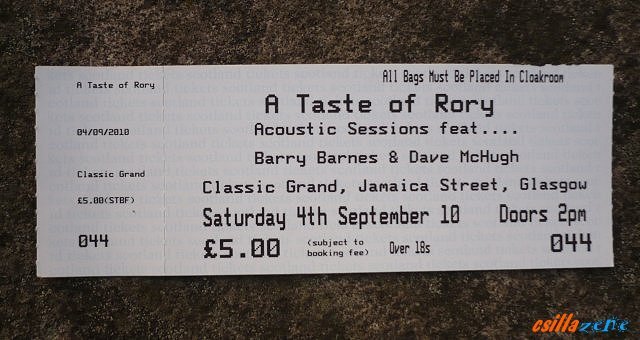 A Taste of Rory
04/09/2010
Classic Grand
£5.00(STBF)
044
All Bags Must Be Placed In Cloakroom
A Taste of Rory
Acoustic Sessions feat....
Barry Barnes & Dave McHugh
Classic Grand, Jamaica Street, Glasgow
Saturday 4th September 10 Doors 2pm
£5.00 (subject to booking fee) Over 18s 044
csillazene